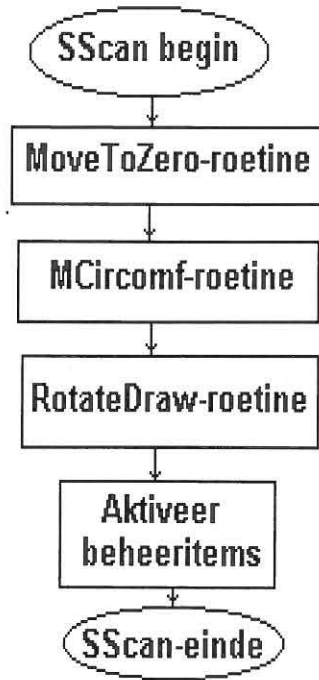 SScan begin
MoveToZero-roetine
MCircomf-roetine
RotateDraw-roetine
Aktiveer
beheeritems
SScan-einde